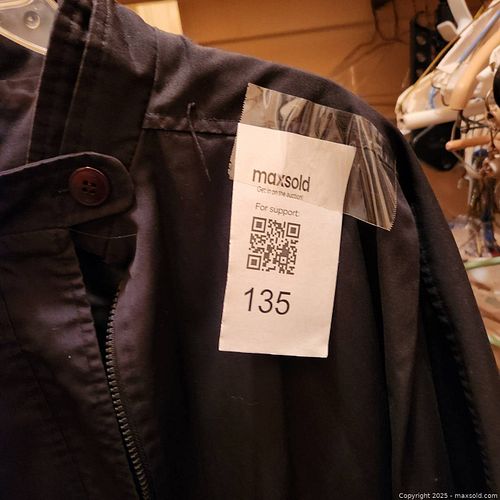 maxsold
Get in on the auction!
For support:
135
Copyright 2025 - maxsold.com